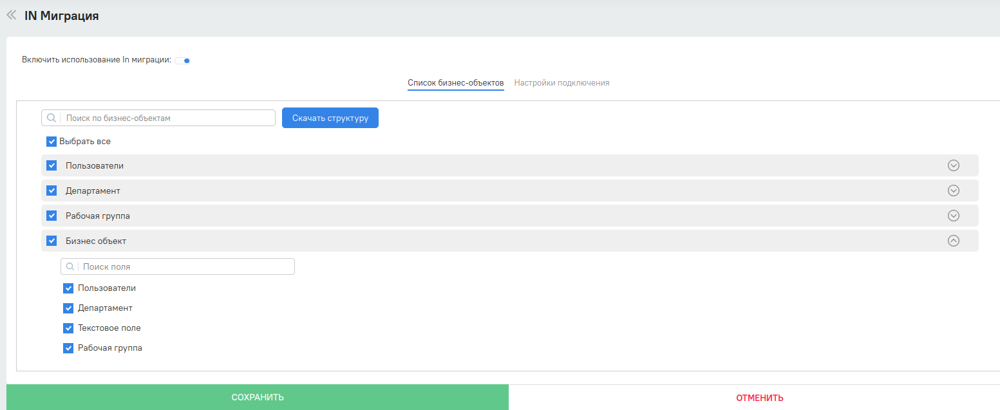 IN Миграция
Включить использование In миграции:
Список бизнес-объектов Настройки подключения
Поиск по бизнес-объектам Скачать структуру
Выбрать все
Пользователи
Департамент
Рабочая группа
Бизнес объект
Поиск поля
Пользователи
Департамент
Текстовое поле
Рабочая группа
СОХРАНИТЬ ОТМЕНИТЬ